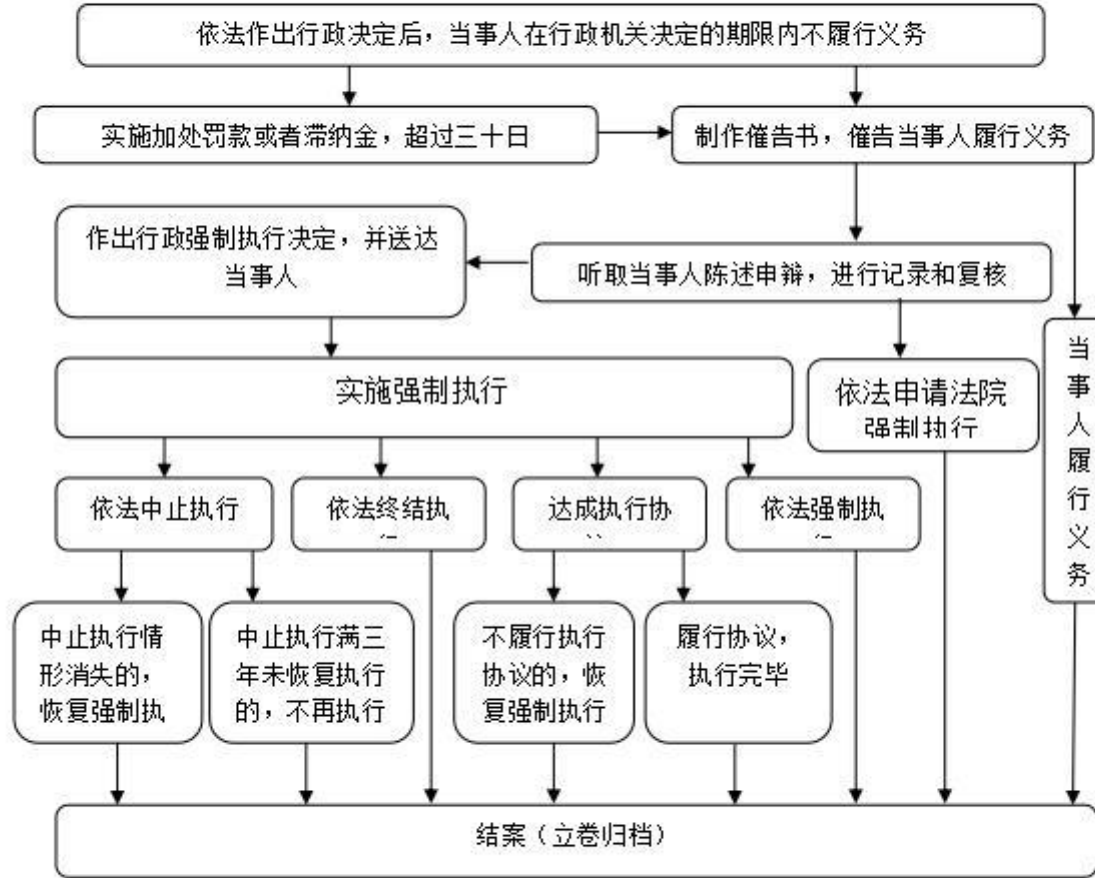 依法作出行政决定后，当事人在行政机关决定的期限内不履行义务
实施加处罚款或者滞纳金，超过三十日
制作催告书，催告当事人履行义务
作出行政强制执行决定，并送达
当事人
听取当事人陈述申辩，进行记录和复核
当事人履行义务
实施强制执行
依法申请法院
强制执行
依法中止执行
依法终结执
达成执行协
依法强制执
中止执行情
形消失的，
恢复强制执
中止执行满三
年未恢复执行
的，不再执行
不履行执行
协议的，恢
复强制执行
履行协议，
执行完毕
结案（立卷归档）